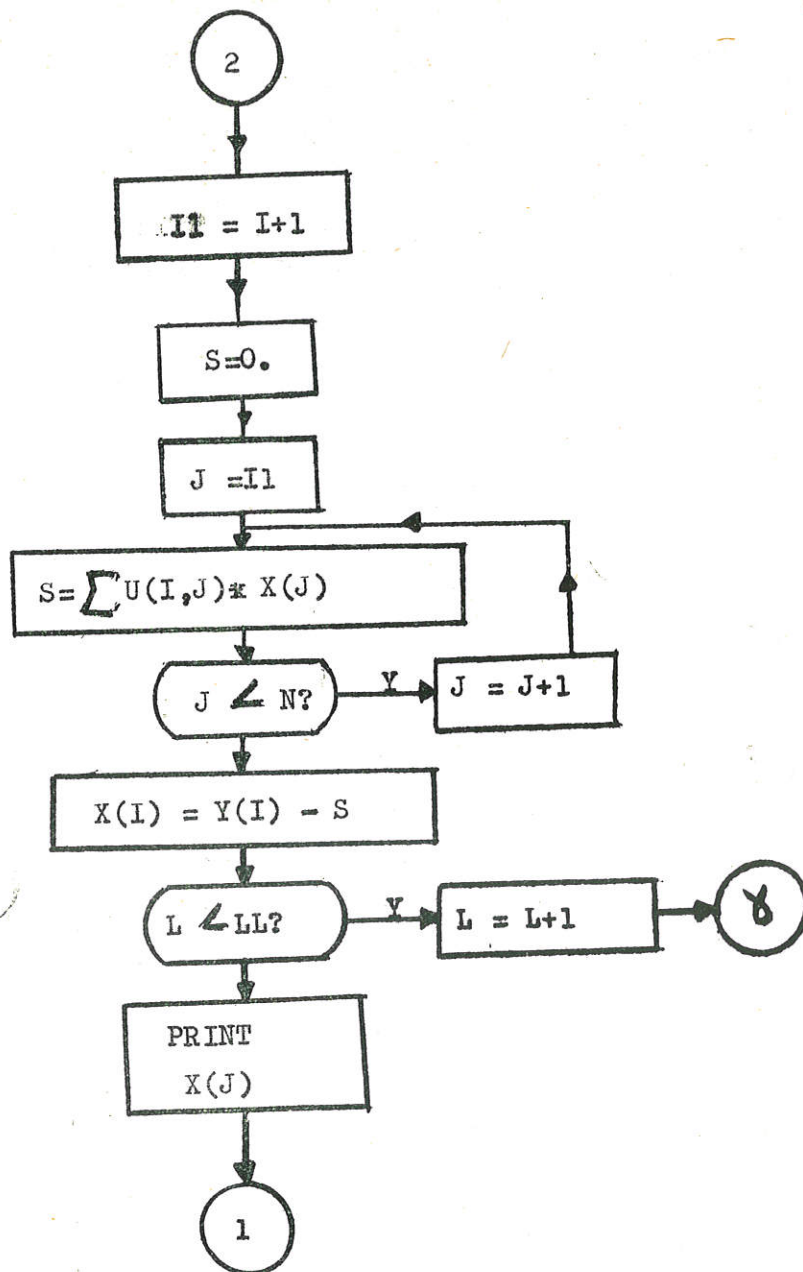 2
I1 = I+1
S=0.
J =I1
S=∑U(I,J)* X(J)
J < N?
Y
J = J+1
X(I) = Y(I) - S
L < LL?
Y
L = L+1
γ
PRINT
X(J)
1